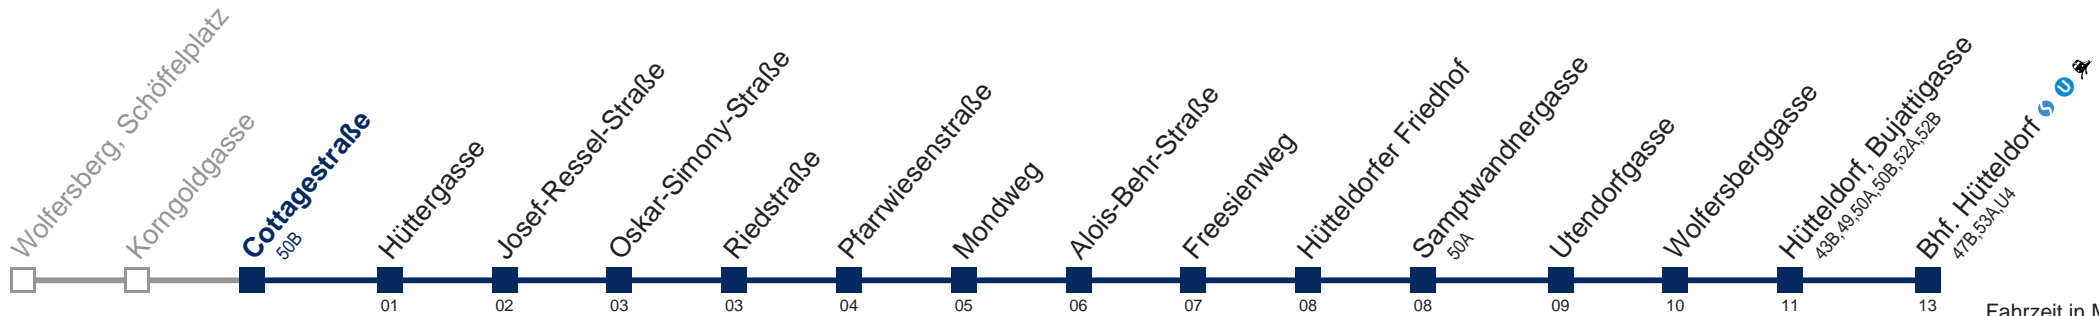 Wolfersberg, Schöffelplatz
Korngoldgasse
Cottagestraße
50B
Hüttergasse
Josef-Ressel-Straße
Oskar-Simony-Straße
Riedstraße
Pfarrwiesenstraße
Mondweg
Alois-Behr-Straße
Freesienweg
Hütteldorfer Friedhof
Samptwandnergasse
50A
Utendorfgasse
Wolfersberggasse
Hütteldorf, Bujattigasse
43B,49,50A,50B,52A,52B
Bhf. Hütteldorf S U
47B,53A,U4
01 02 03 03 04 05 06 07 08 08 09 10 11 13
Fahrzeit in M